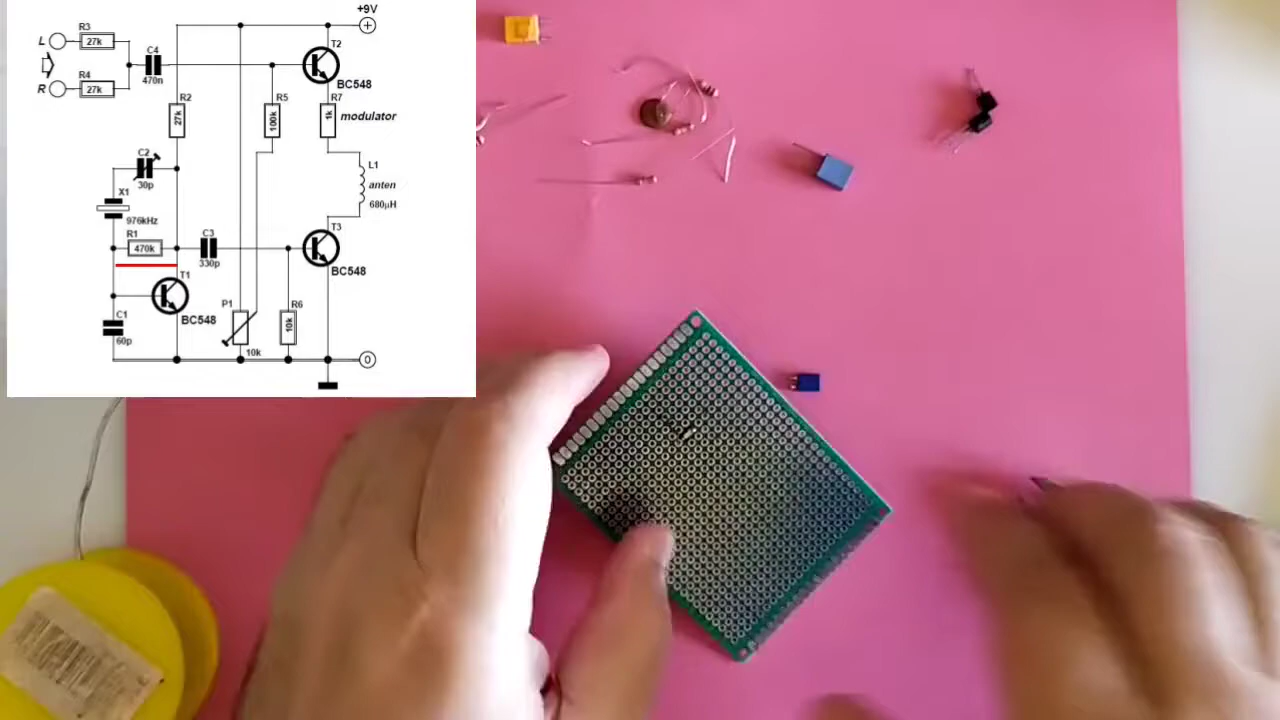 +9V
L
R3
27k
C4
470n
T2
BC548
R
R4
27k
R2
27k
R5
100k
R7
1k
modulator
C2
30p
L1
anten
680µH
X1
976kHz
R1
470k
C3
330p
T3
BC548
T1
BC548
C1
60p
P1
10k
R6
10k
0